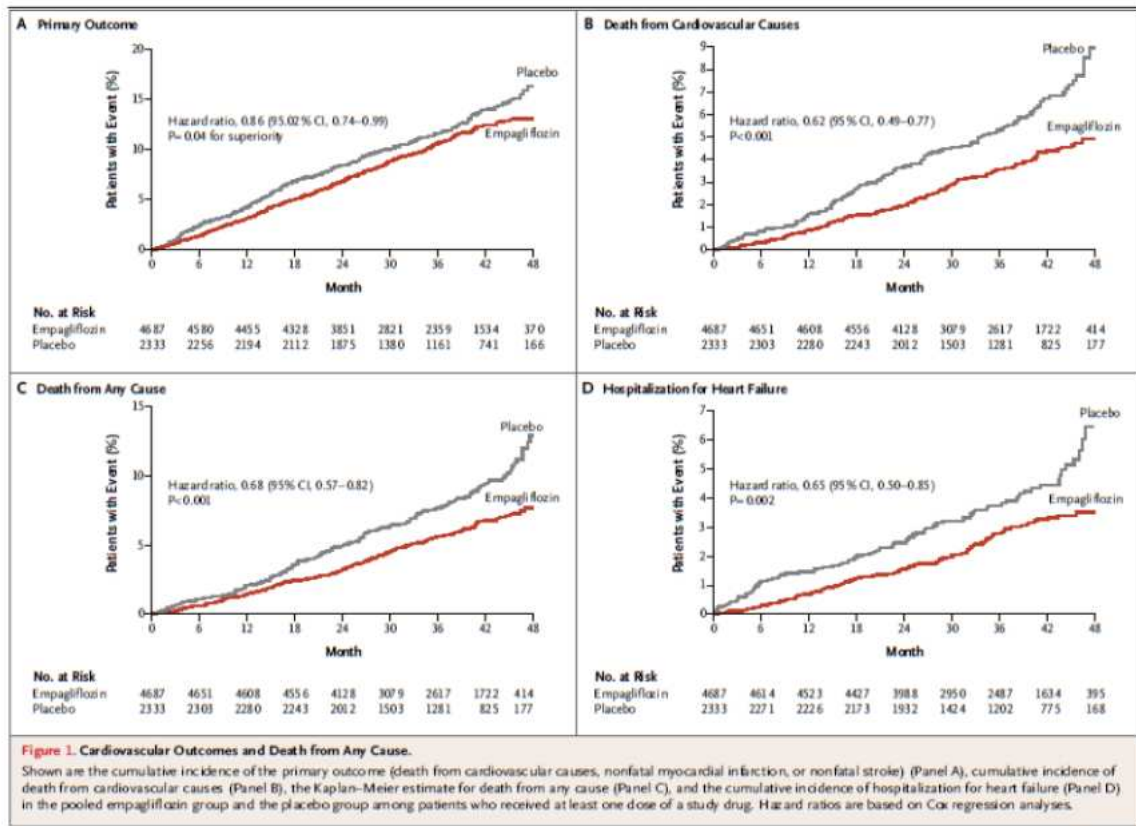 A Primary Outcome
20
15
10
5
0
Patients with Event (%)
Placebo
Hazard ratio, 0.86 (95.02% CI, 0.74–0.99)
P=0.04 for superiority
Empagliflozin
0 6 12 18 24 30 36 42 48
Month
No. at Risk
Empagliflozin 4687 4580 4455 4328 3851 2821 2359 1534 370
Placebo 2333 2256 2194 2112 1875 1380 1161 741 166
B Death from Cardiovascular Causes
9
8
7
6
5
4
3
2
1
0
Patients with Event (%)
Placebo
Hazard ratio, 0.62 (95% CI, 0.49–0.77)
P<0.001
Empagliflozin
0 6 12 18 24 30 36 42 48
Month
No. at Risk
Empagliflozin 4687 4651 4608 4556 4128 3079 2617 1722 414
Placebo 2333 2303 2280 2243 2012 1503 1281 825 177
C Death from Any Cause
15
10
5
0
Patients with Event (%)
Placebo
Hazard ratio, 0.68 (95% CI, 0.57–0.82)
P<0.001
Empagliflozin
0 6 12 18 24 30 36 42 48
Month
No. at Risk
Empagliflozin 4687 4651 4608 4556 4128 3079 2617 1722 414
Placebo 2333 2303 2280 2243 2012 1503 1281 825 177
D Hospitalization for Heart Failure
7
6
5
4
3
2
1
0
Patients with Event (%)
Placebo
Hazard ratio, 0.65 (95% CI, 0.50–0.85)
P=0.002
Empagliflozin
0 6 12 18 24 30 36 42 48
Month
No. at Risk
Empagliflozin 4687 4614 4523 4427 3988 2950 2487 1634 395
Placebo 2333 2271 2226 2173 1932 1424 1202 775 168
Figure 1. Cardiovascular Outcomes and Death from Any Cause.
Shown are the cumulative incidence of the primary outcome (death from cardiovascular causes, nonfatal myocardial infarction, or nonfatal stroke) (Panel A), cumulative incidence of
death from cardiovascular causes (Panel B), the Kaplan–Meier estimate for death from any cause (Panel C), and the cumulative incidence of hospitalization for heart failure (Panel D)
in the pooled empagliflozin group and the placebo group among patients who received at least one dose of a study drug. Hazard ratios are based on Cox regression analyses.